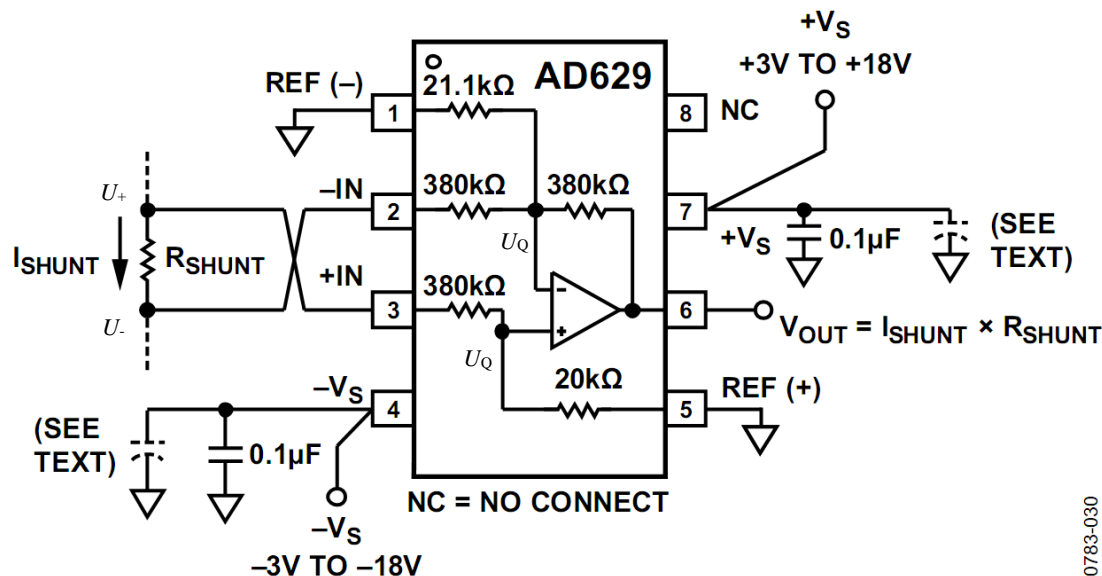 +VS
+3V TO +18V
REF (–)
21.1kΩ
AD629
1
8
NC
U+
–IN
380kΩ
380kΩ
2
7
ISHUNT
RSHUNT
UQ
+VS
0.1µF
(SEE
TEXT)
+IN
380kΩ
3
6
U-
–
+
VOUT = ISHUNT × RSHUNT
UQ
20kΩ
–VS
REF (+)
4
5
(SEE
TEXT)
0.1µF
NC = NO CONNECT
–VS
–3V TO –18V
0783-030